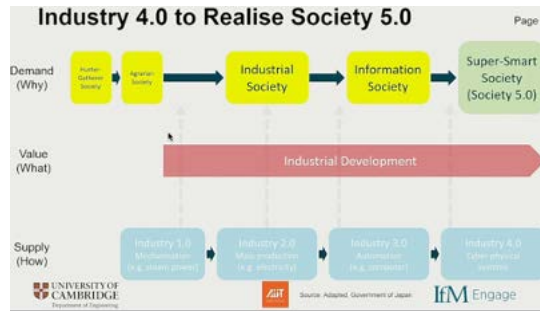 Industry 4.0 to Realise Society 5.0
Page
Demand
(Why)
Hunter-
Gatherer
Society
Agrarian
Society
Industrial
Society
Information
Society
Super-Smart
Society
(Society 5.0)
Value
(What)
Industrial Development
Supply
(How)
Industry 1.0
Mechanisation
(e.g. steam power)
Industry 2.0
Mass production
(e.g. electricity)
Industry 3.0
Automation
(e.g. computer)
Industry 4.0
Cyber physical
systems
UNIVERSITY OF
CAMBRIDGE
Department of Engineering
AIT
Source: Adapted, Government of Japan
IfM Engage